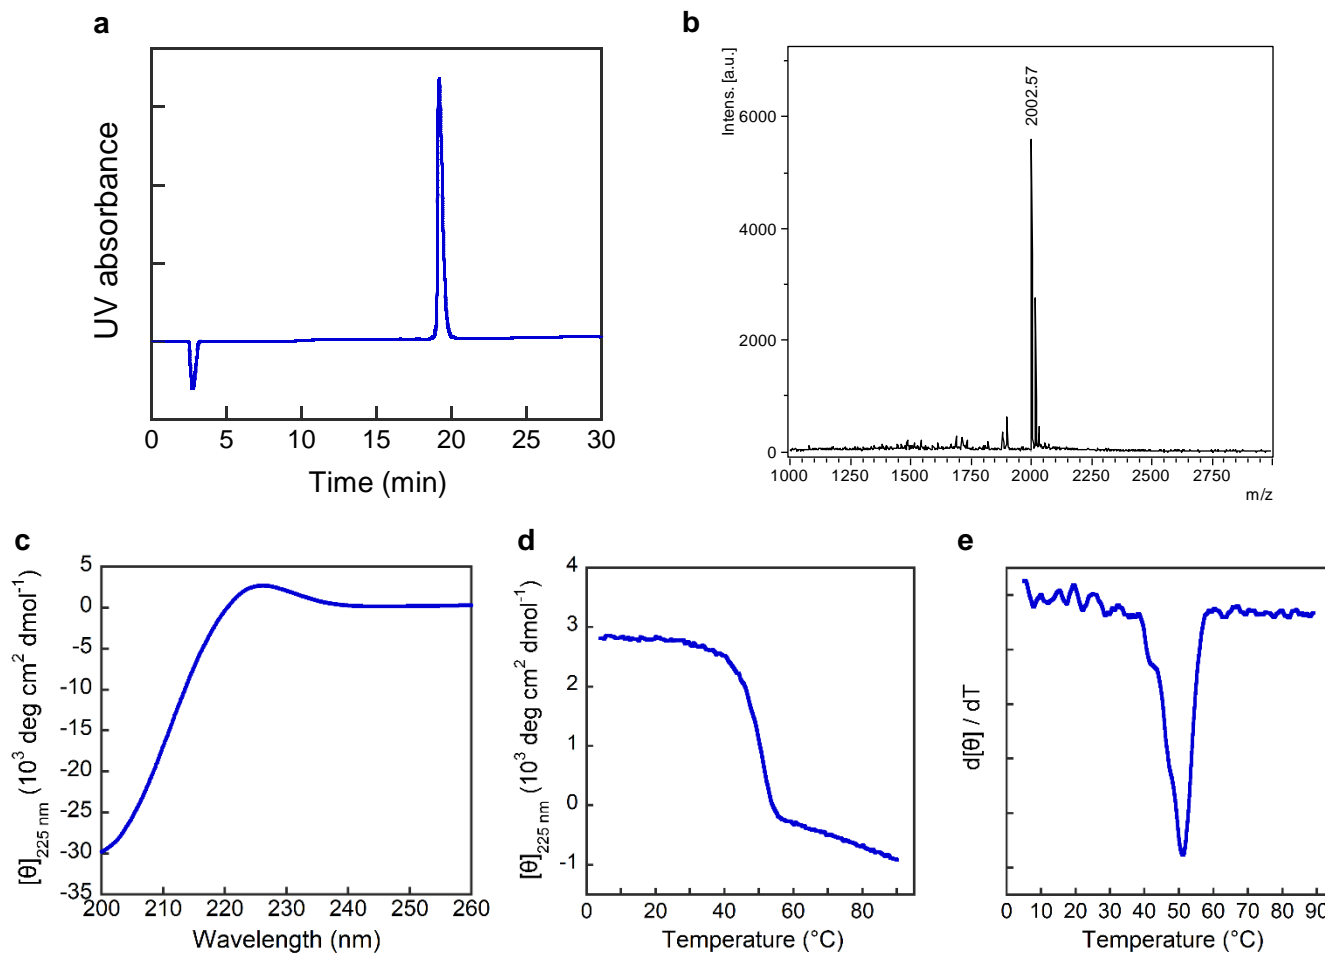 a
UV absorbance
0 5 10 15 20 25 30
Time (min)
b
Intens. [a.u.]
2002.57
6000
4000
2000
0
1000 1250 1500 1750 2000 2250 2500 2750
m/z
c
[θ]225 nm (10³ deg cm² dmol⁻¹)
5
0
-5
-10
-15
-20
-25
-30
-35
200 210 220 230 240 250 260
Wavelength (nm)
d
[θ]225 nm (10³ deg cm² dmol⁻¹)
4
3
2
1
0
-1
0 20 40 60 80
Temperature (°C)
e
d[θ] / dT
0 10 20 30 40 50 60 70 80 90
Temperature (°C)